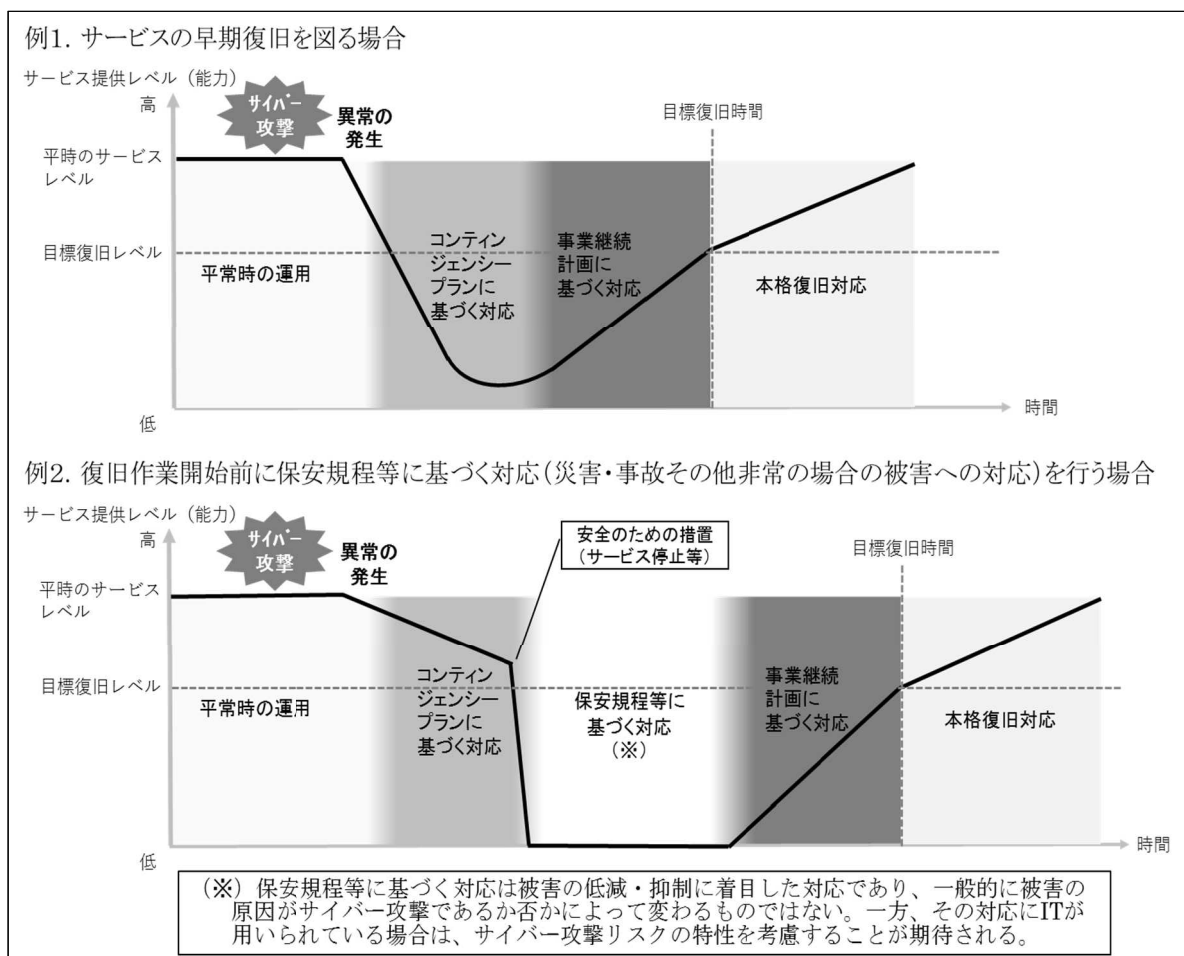 例1．サービスの早期復旧を図る場合
サービス提供レベル（能力）
高
サイバー
攻撃
異常の
発生
目標復旧時間
平時のサービス
レベル
目標復旧レベル
平常時の運用
コンティン
ジェンシー
プランに
基づく対応
事業継続
計画に
基づく対応
本格復旧対応
低
時間
例2．復旧作業開始前に保安規程等に基づく対応（災害・事故その他非常の場合の被害への対応）を行う場合
サービス提供レベル（能力）
高
サイバー
攻撃
異常の
発生
安全のための措置
（サービス停止等）
目標復旧時間
平時のサービス
レベル
目標復旧レベル
平常時の運用
コンティン
ジェンシー
プランに
基づく対応
保安規程等に
基づく対応
（※）
事業継続
計画に
基づく対応
本格復旧対応
低
時間
（※）保安規程等に基づく対応は被害の低減・抑制に着目した対応であり、一般的に被害の
原因がサイバー攻撃であるか否かによって変わるものではない。一方、その対応にITが
用いられている場合は、サイバー攻撃リスクの特性を考慮することが期待される。